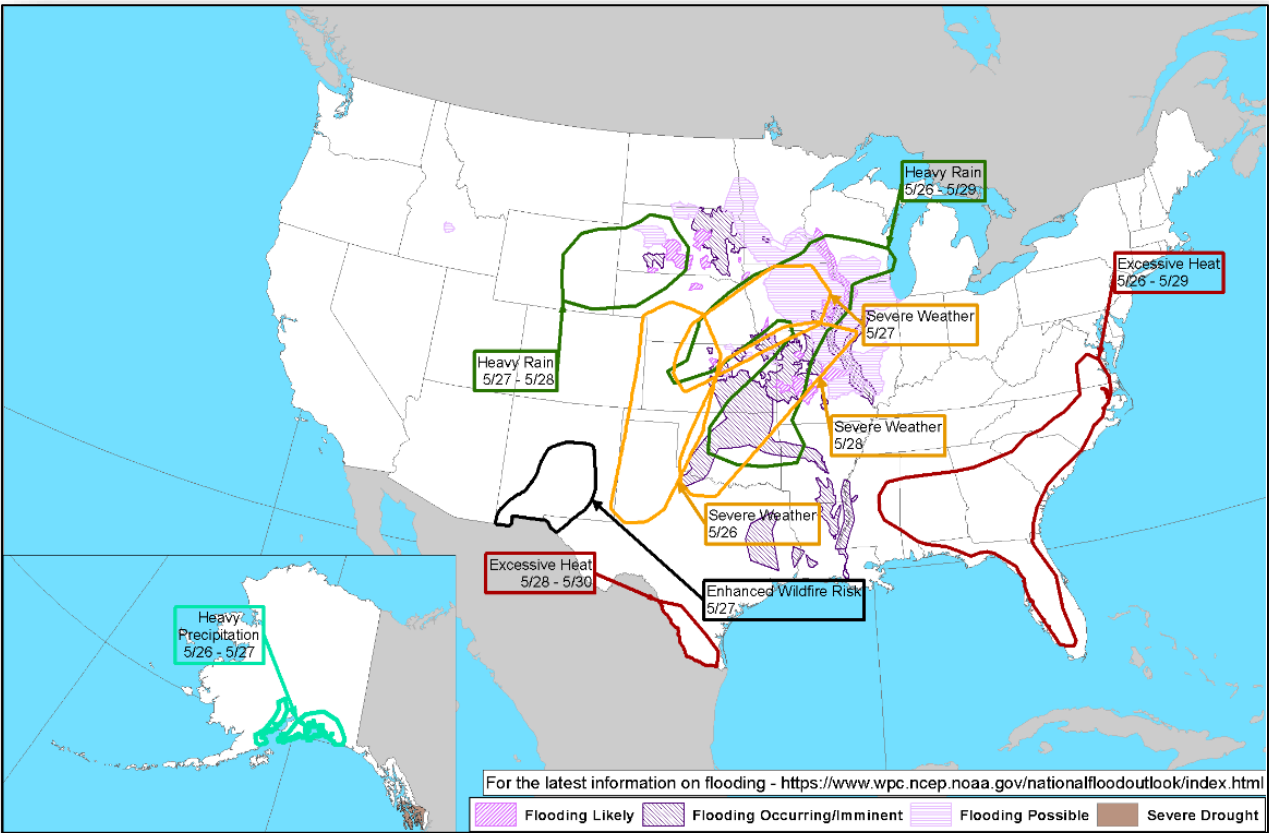 Heavy Rain
5/26 - 5/29
Excessive Heat
5/26 - 5/29
Severe Weather
5/27
Heavy Rain
5/27 - 5/28
Severe Weather
5/28
Severe Weather
5/26
Excessive Heat
5/28 - 5/30
Enhanced Wildfire Risk
5/27
Heavy
Precipitation
5/26 - 5/27
For the latest information on flooding - https://www.wpc.ncep.noaa.gov/nationalfloodoutlook/index.html
Flooding Likely
Flooding Occurring/Imminent
Flooding Possible
Severe Drought